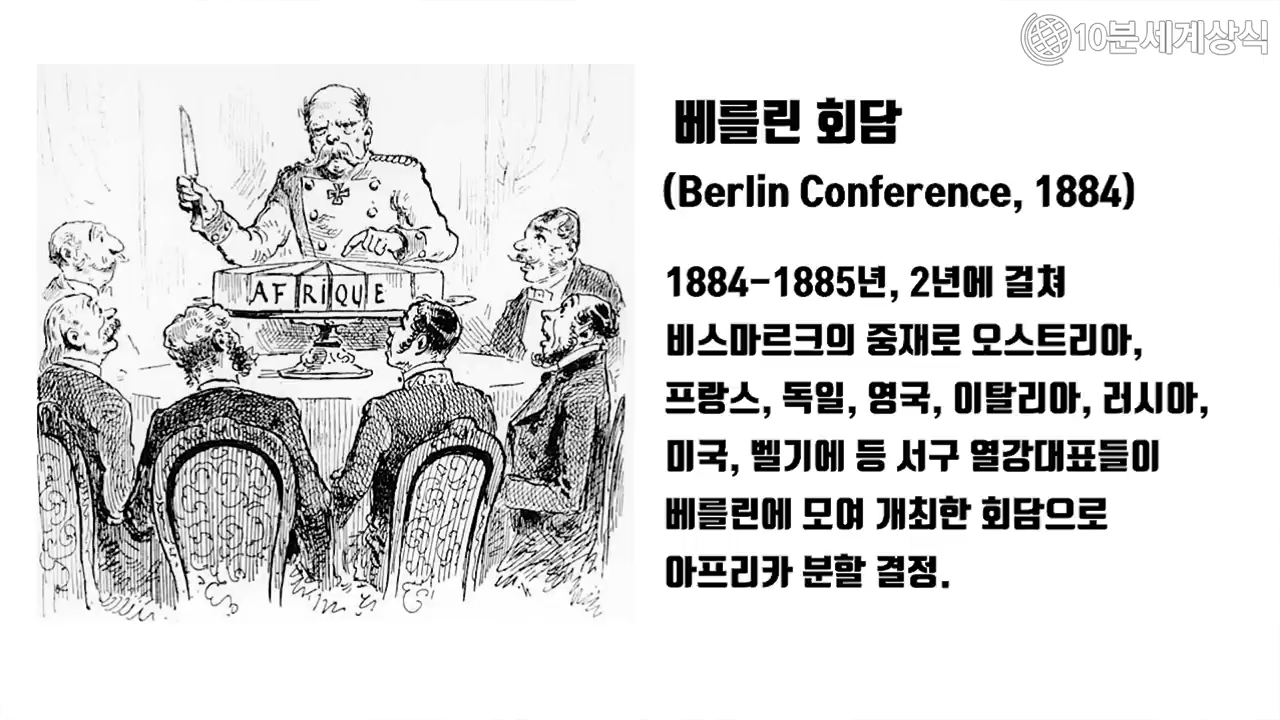 10분세계상식
베를린 회담
(Berlin Conference, 1884)
1884-1885년, 2년에 걸쳐
비스마르크의 중재로 오스트리아,
프랑스, 독일, 영국, 이탈리아, 러시아,
미국, 벨기에 등 서구 열강대표들이
베를린에 모여 개최한 회담으로
아프리카 분할 결정.
AFRIQUE